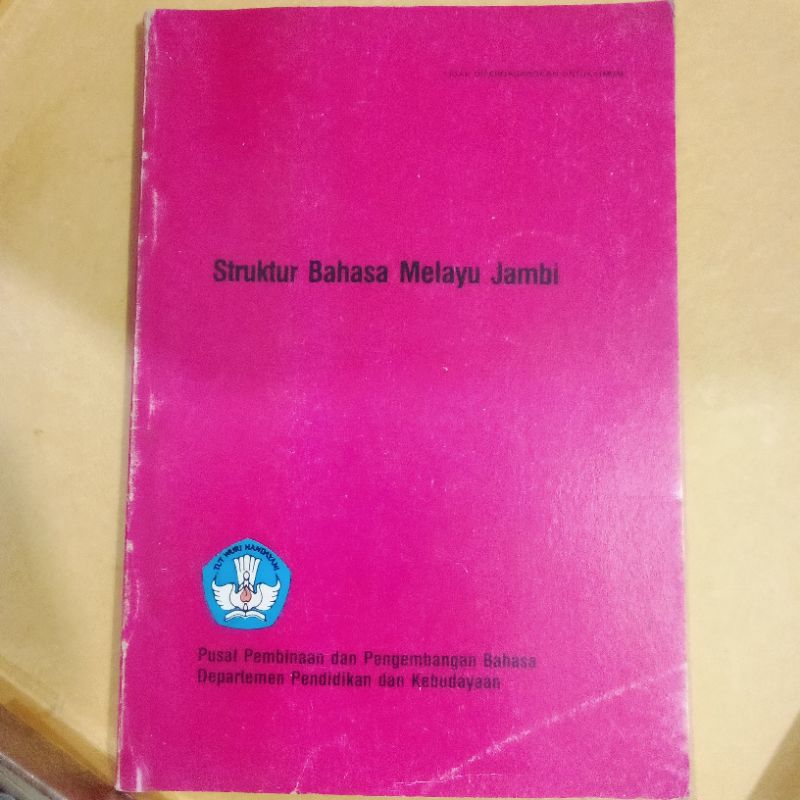 TIDAK DIPERDAGANGKAN UNTUK UMUM
Struktur Bahasa Melayu Jambi
TUT WURI HANDAYANI
Pusat Pembinaan dan Pengembangan Bahasa
Departemen Pendidikan dan Kebudayaan